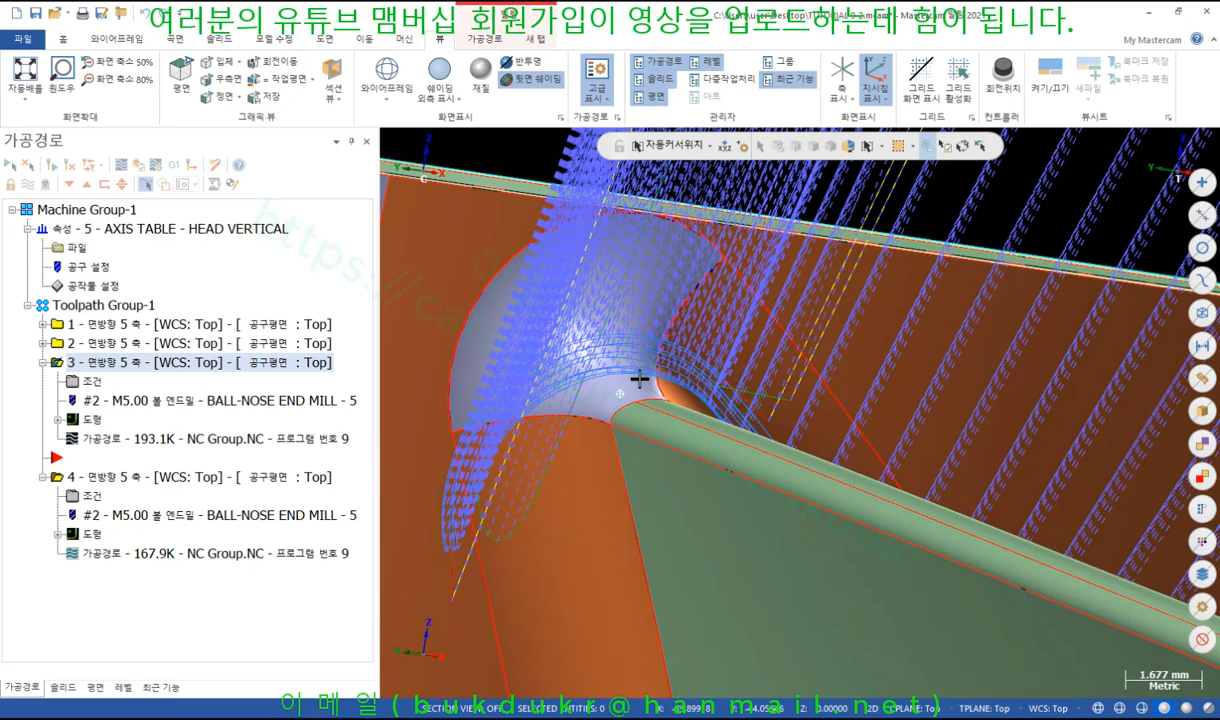 여러분의 유튜브 맴버십 회원가입이 영상을 업로드하는데 힘이 됩니다.
My Mastercam
파일 홈 와이어프레임 곡면 솔리드 모델 수정 도면 이동 머신 뷰 가공경로 새 탭
자동배율 원도우 화면 축소 50% 화면 축소 80%
화면확대
평면 입체 우측면 정면 회전이동 = 작업평면 저장 섹션 뷰
그래픽 뷰
와이어프레임 쉐이딩 외측 표시 재질 반투명 뒷면 쉐이딩
화면표시
고급 표시
가공경로
가공경로 솔리드 평면 레벨 다중작업처리 아트 그룹 최근 기능
관리자
축 표시 지시침 표시
화면표시
그리드 화면 표시 그리드 활성화
그리드
회전위치
컨트롤러
켜기/끄기 새파일 북마크 저장 북마크 복원
뷰시트
가공경로
자동커서위치
Machine Group-1
속성 - 5 - AXIS TABLE - HEAD VERTICAL
파일
공구 설정
공작물 설정
Toolpath Group-1
1 - 면방향 5 축 - [WCS: Top] - [ 공구평면 : Top]
2 - 면방향 5 축 - [WCS: Top] - [ 공구평면 : Top]
3 - 면방향 5 축 - [WCS: Top] - [ 공구평면 : Top]
조건
#2 - M5.00 볼 엔드밀 - BALL-NOSE END MILL - 5
도형
가공경로 - 193.1K - NC Group.NC - 프로그램 번호 9
4 - 면방향 5 축 - [WCS: Top] - [ 공구평면 : Top]
조건
#2 - M5.00 볼 엔드밀 - BALL-NOSE END MILL - 5
도형
가공경로 - 167.9K - NC Group.NC - 프로그램 번호 9
1.677 mm
Metric
가공경로 솔리드 평면 레벨 최근 기능
이 메 일 ( b u k d u k r @ h a n m a i l . n e t )
SECTION VIEW: OFF SELECTED ENTITIES: 0 Z: 0.00000 2D CPLANE: Top TPLANE: Top WCS: Top